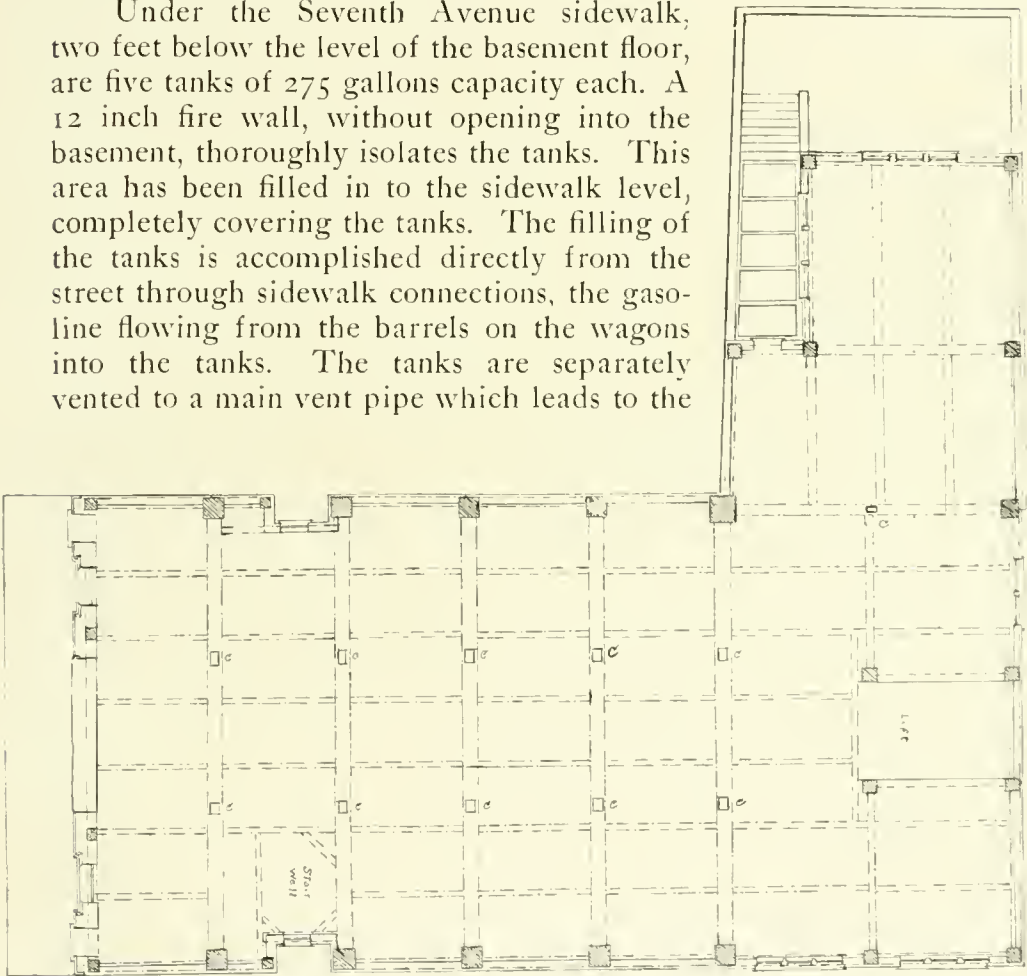 Under the Seventh Avenue sidewalk,
two feet below the level of the basement floor,
are five tanks of 275 gallons capacity each. A
12 inch fire wall, without opening into the
basement, thoroughly isolates the tanks. This
area has been filled in to the sidewalk level,
completely covering the tanks. The filling of
the tanks is accomplished directly from the
street through sidewalk connections, the gaso-
line flowing from the barrels on the wagons
into the tanks. The tanks are separately
vented to a main vent pipe which leads to the
c
c
c c c c c
Lift
c c c c c
Stair
Well